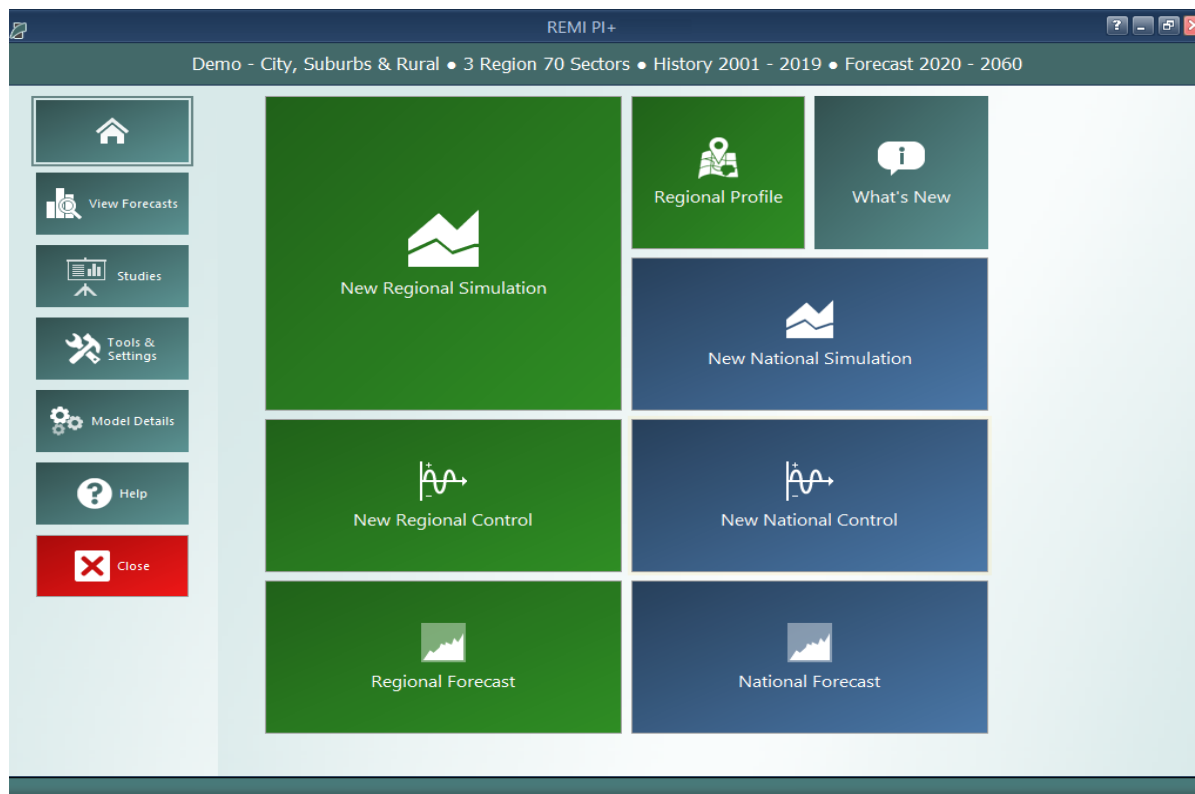 REMI PI+
Demo - City, Suburbs & Rural ● 3 Region 70 Sectors ● History 2001 - 2019 ● Forecast 2020 - 2060
View Forecasts
Studies
Tools &
Settings
Model Details
Help
Close
New Regional Simulation
Regional Profile
What's New
New National Simulation
New Regional Control
New National Control
Regional Forecast
National Forecast